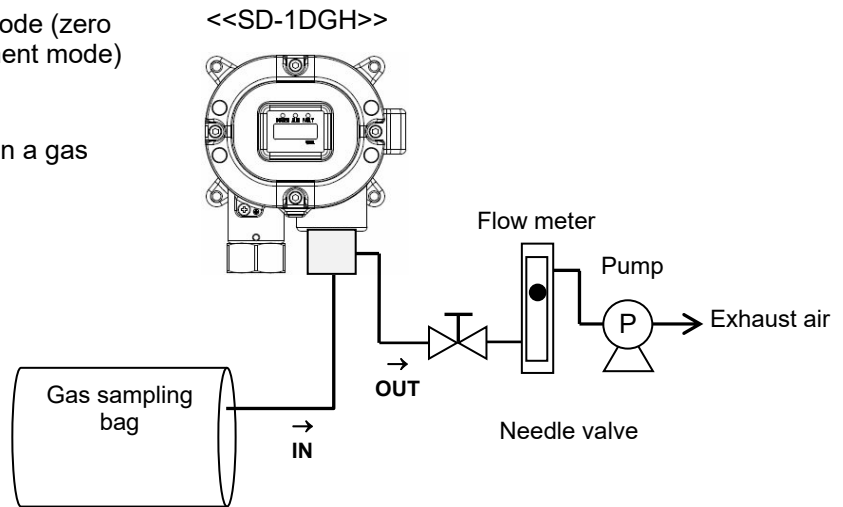 ode (zero
<<SD-1DGH>>
ent mode)
n a gas
Flow meter
Pump
P
Exhaust air
→
OUT
Gas sampling
bag
→
IN
Needle valve